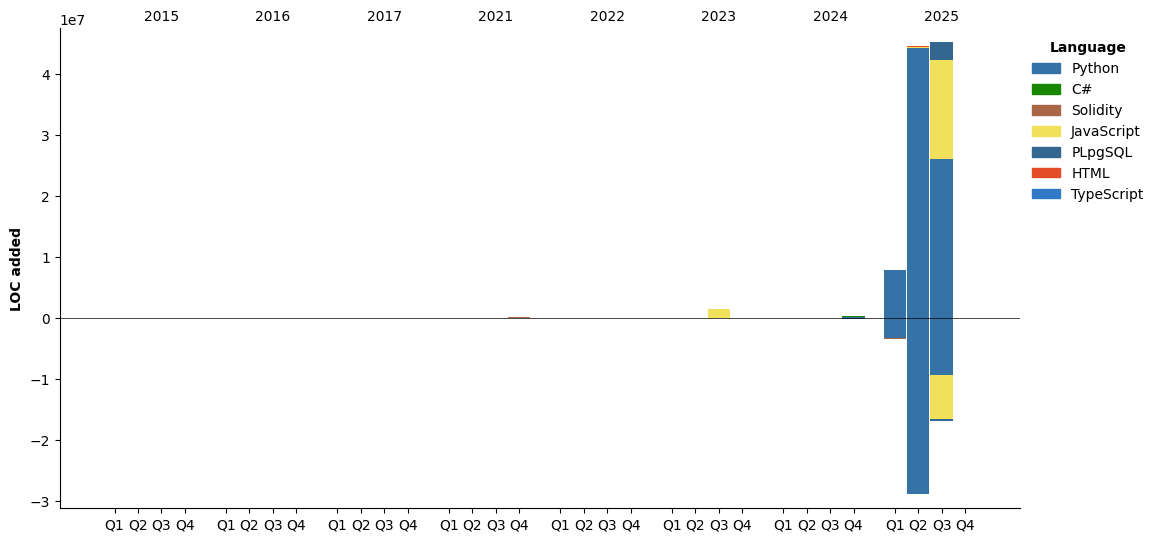 2015 2016 2017 2021 2022 2023 2024 2025
1e7
Language
Python
C#
Solidity
JavaScript
PLpgSQL
HTML
TypeScript
LOC added
4
3
2
1
0
−1
−2
−3
Q1 Q2 Q3 Q4 Q1 Q2 Q3 Q4 Q1 Q2 Q3 Q4 Q1 Q2 Q3 Q4 Q1 Q2 Q3 Q4 Q1 Q2 Q3 Q4 Q1 Q2 Q3 Q4 Q1 Q2 Q3 Q4